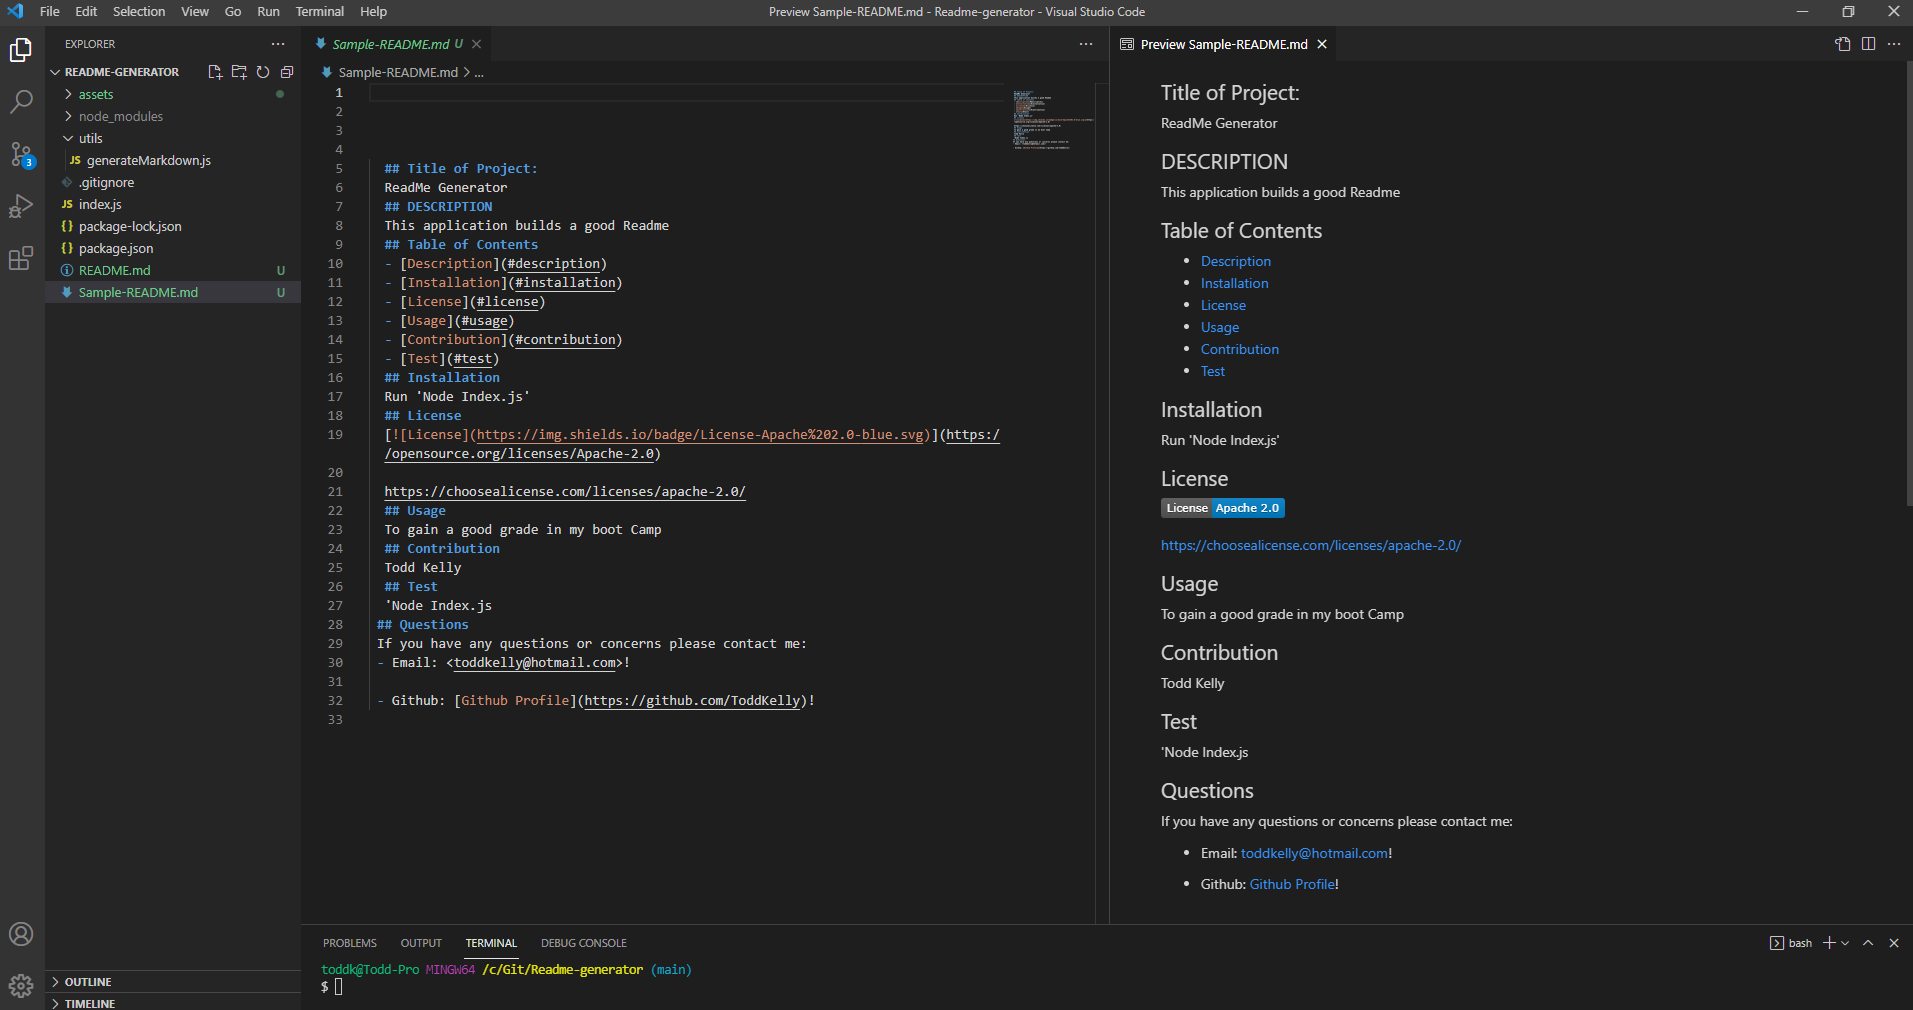 File Edit Selection View Go Run Terminal Help
Preview Sample-README.md - Readme-generator - Visual Studio Code
EXPLORER
README-GENERATOR
assets
node_modules
utils
JS generateMarkdown.js
.gitignore
JS index.js
{} package-lock.json
{} package.json
README.md U
Sample-README.md U
3
OUTLINE
TIMELINE
Sample-README.md U
Sample-README.md > ...
1
2
3
4
5 ## Title of Project:
6 ReadMe Generator
7 ## DESCRIPTION
8 This application builds a good Readme
9 ## Table of Contents
10 - [Description](#description)
11 - [Installation](#installation)
12 - [License](#license)
13 - [Usage](#usage)
14 - [Contribution](#contribution)
15 - [Test](#test)
16 ## Installation
17 Run 'Node Index.js'
18 ## License
19 [![License](https://img.shields.io/badge/License-Apache%202.0-blue.svg)](https:/
/opensource.org/licenses/Apache-2.0)
20
21 https://choosealicense.com/licenses/apache-2.0/
22 ## Usage
23 To gain a good grade in my boot Camp
24 ## Contribution
25 Todd Kelly
26 ## Test
27 'Node Index.js
28 ## Questions
29 If you have any questions or concerns please contact me:
30 - Email: <toddkelly@hotmail.com>!
31
32 - Github: [Github Profile](https://github.com/ToddKelly)!
33
Preview Sample-README.md
Title of Project:
ReadMe Generator
DESCRIPTION
This application builds a good Readme
Table of Contents
• Description
• Installation
• License
• Usage
• Contribution
• Test
Installation
Run 'Node Index.js'
License
License Apache 2.0
https://choosealicense.com/licenses/apache-2.0/
Usage
To gain a good grade in my boot Camp
Contribution
Todd Kelly
Test
'Node Index.js
Questions
If you have any questions or concerns please contact me:
• Email: toddkelly@hotmail.com!
• Github: Github Profile!
PROBLEMS OUTPUT TERMINAL DEBUG CONSOLE
bash
toddk@Todd-Pro MINGW64 /c/Git/Readme-generator (main)
$